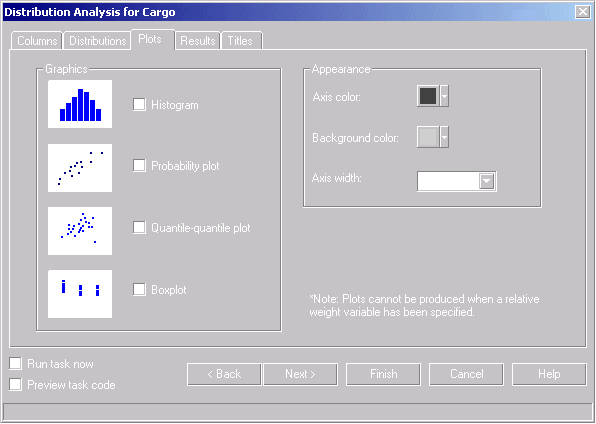 Distribution Analysis for Cargo
Columns Distributions Plots Results Titles
Graphics
Histogram
Probability plot
Quantile-quantile plot
Boxplot
Appearance
Axis color:
Background color:
Axis width:
*Note: Plots cannot be produced when a relative
weight variable has been specified.
Run task now
Preview task code
< Back Next > Finish Cancel Help